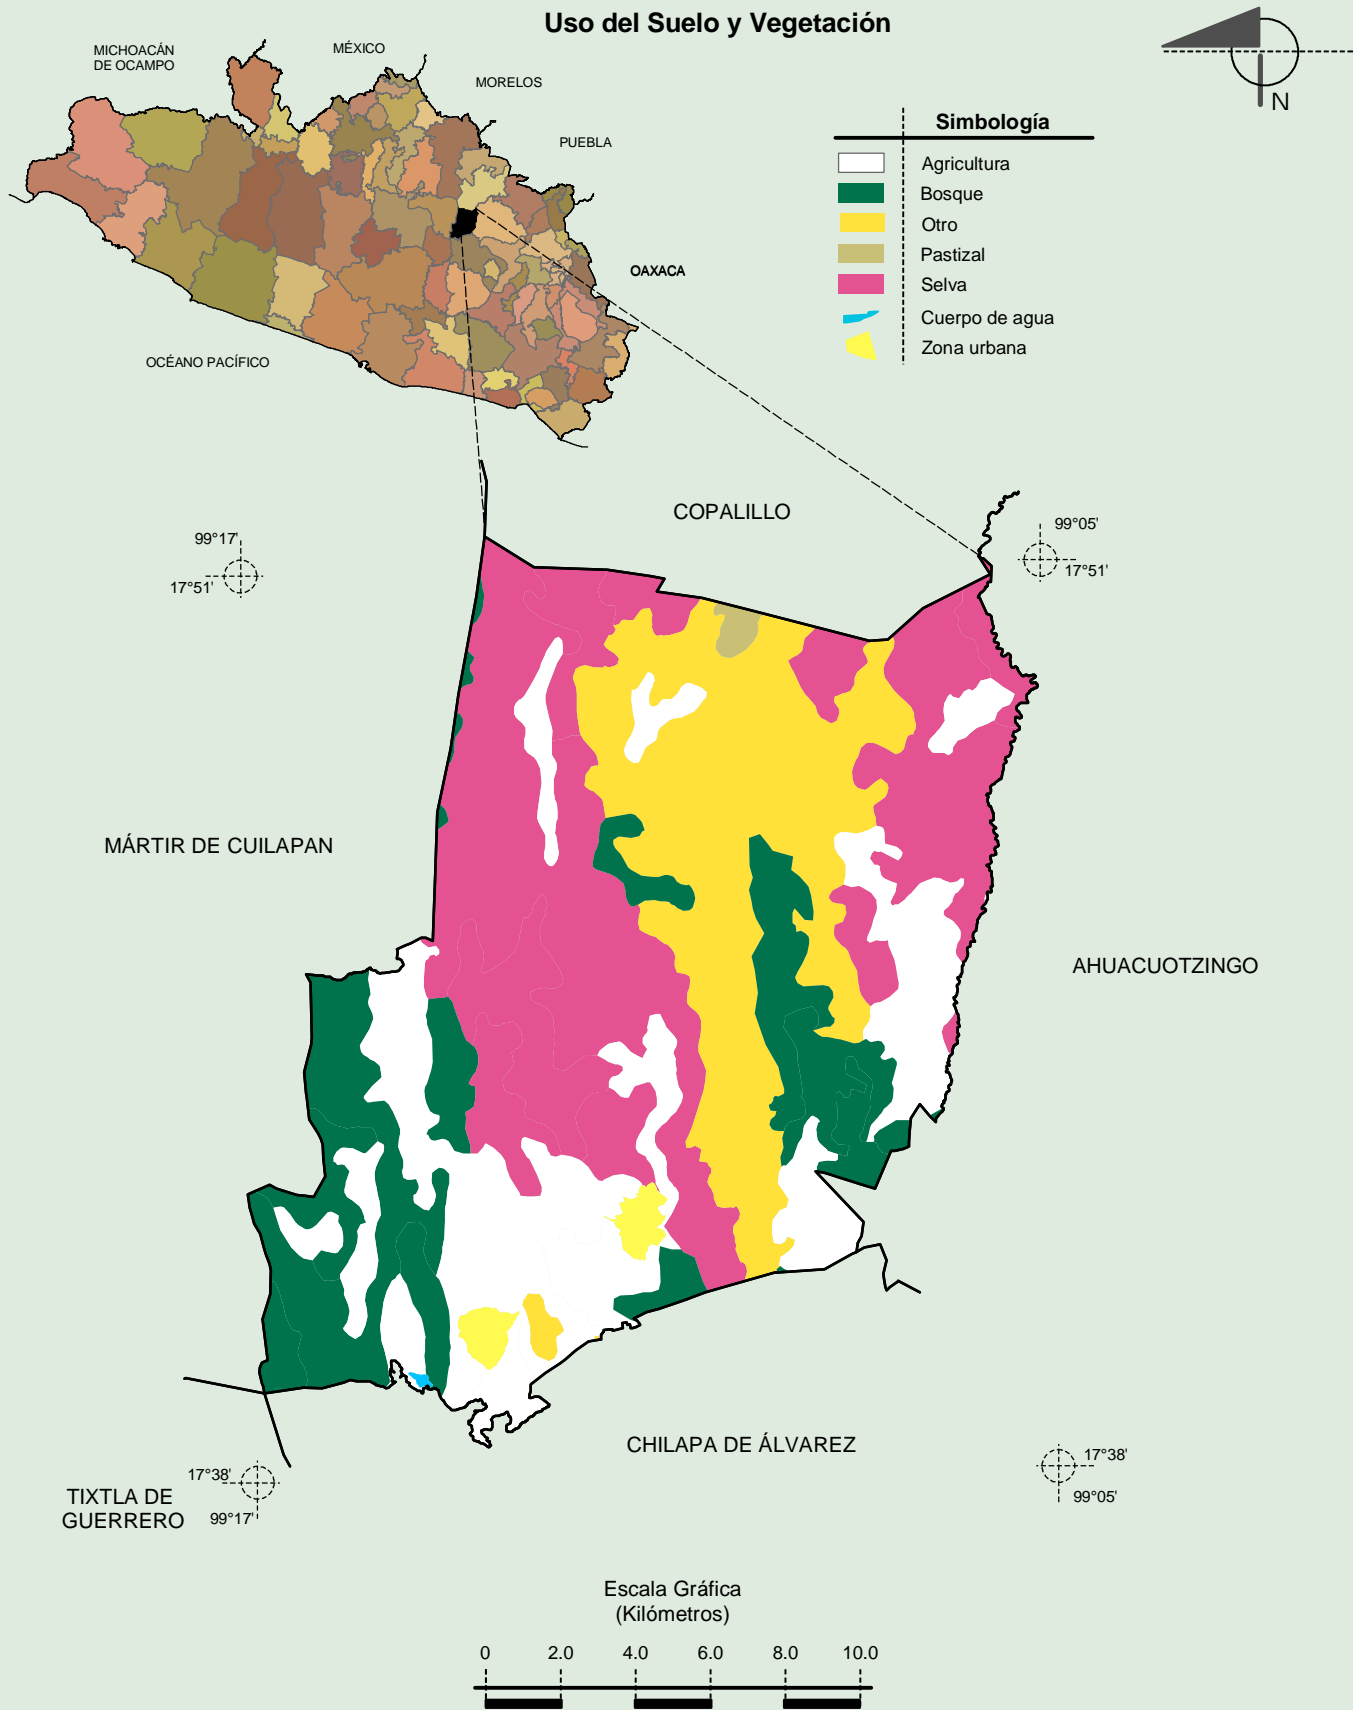 Uso del Suelo y Vegetación
MICHOACÁN
DE OCAMPO
MÉXICO
MORELOS
PUEBLA
OAXACA
OCÉANO PACÍFICO
N
Simbología
Agricultura
Bosque
Otro
Pastizal
Selva
Cuerpo de agua
Zona urbana
COPALILLO
99°17'
17°51'
99°05'
17°51'
MÁRTIR DE CUILAPAN
AHUACUOTZINGO
CHILAPA DE ÁLVAREZ
17°38'
99°17'
17°38'
99°05'
TIXTLA DE
GUERRERO
Escala Gráfica
(Kilómetros)
0 2.0 4.0 6.0 8.0 10.0